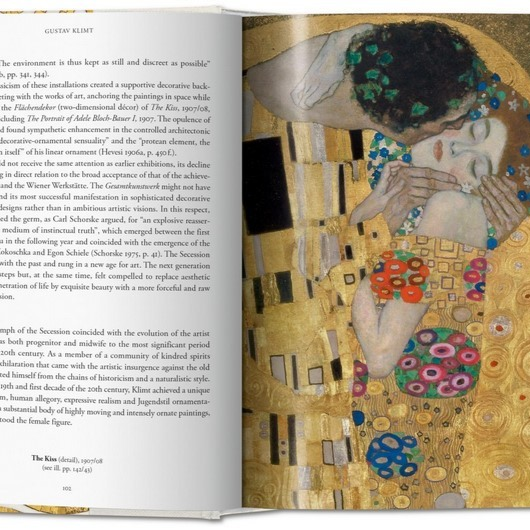 GUSTAV KLIMT
The environment is thus kept as still and discreet as possible"
pp. 341, 344).
of these installations created a supportive decorative back-
with the works of art, anchoring the paintings in space while
the Flächendekor (two-dimensional décor) of The Kiss, 1907/08,
The Portrait of Adele Bloch-Bauer I, 1907. The opulence of
found sympathetic enhancement in the controlled architectonic
"decorative-ornamental sensuality" and the "protean element, the
itself" of his linear ornament (Hevesi 1906a, p. 450 f.).
not receive the same attention as earlier exhibitions, its decline
in direct relation to the broad acceptance of that of the achieve-
and the Wiener Werkstätte. The Gesamtkunstwerk might not have
and its most successful manifestation in sophisticated decorative
designs rather than in ambitious artistic visions. In this respect,
the germ, as Carl Schorske argued, for "an explosive reasser-
medium of instinctual truth", which emerged between the first
in the following year and coincided with the emergence of the
and Egon Schiele (Schorske 1975, p. 42). The Secession
with the past and rung in a new age for art. The next generation
steps but, at the same time, felt compelled to replace aesthetic
of life by exquisite beauty with a more forceful and raw
of the Secession coincided with the evolution of the artist
as both progenitor and midwife to the most significant period
20th century. As a member of a community of kindred spirits
that came with the artistic insurgence against the old
himself from the chains of historicism and a naturalistic style.
19th and first decade of the 20th century, Klimt achieved a unique
human allegory, expressive realism and Jugendstil ornamenta-
substantial body of highly moving and intensely ornate paintings,
stood the female figure.
The Kiss (detail), 1907/08
(see ill. pp. 142/43)
102